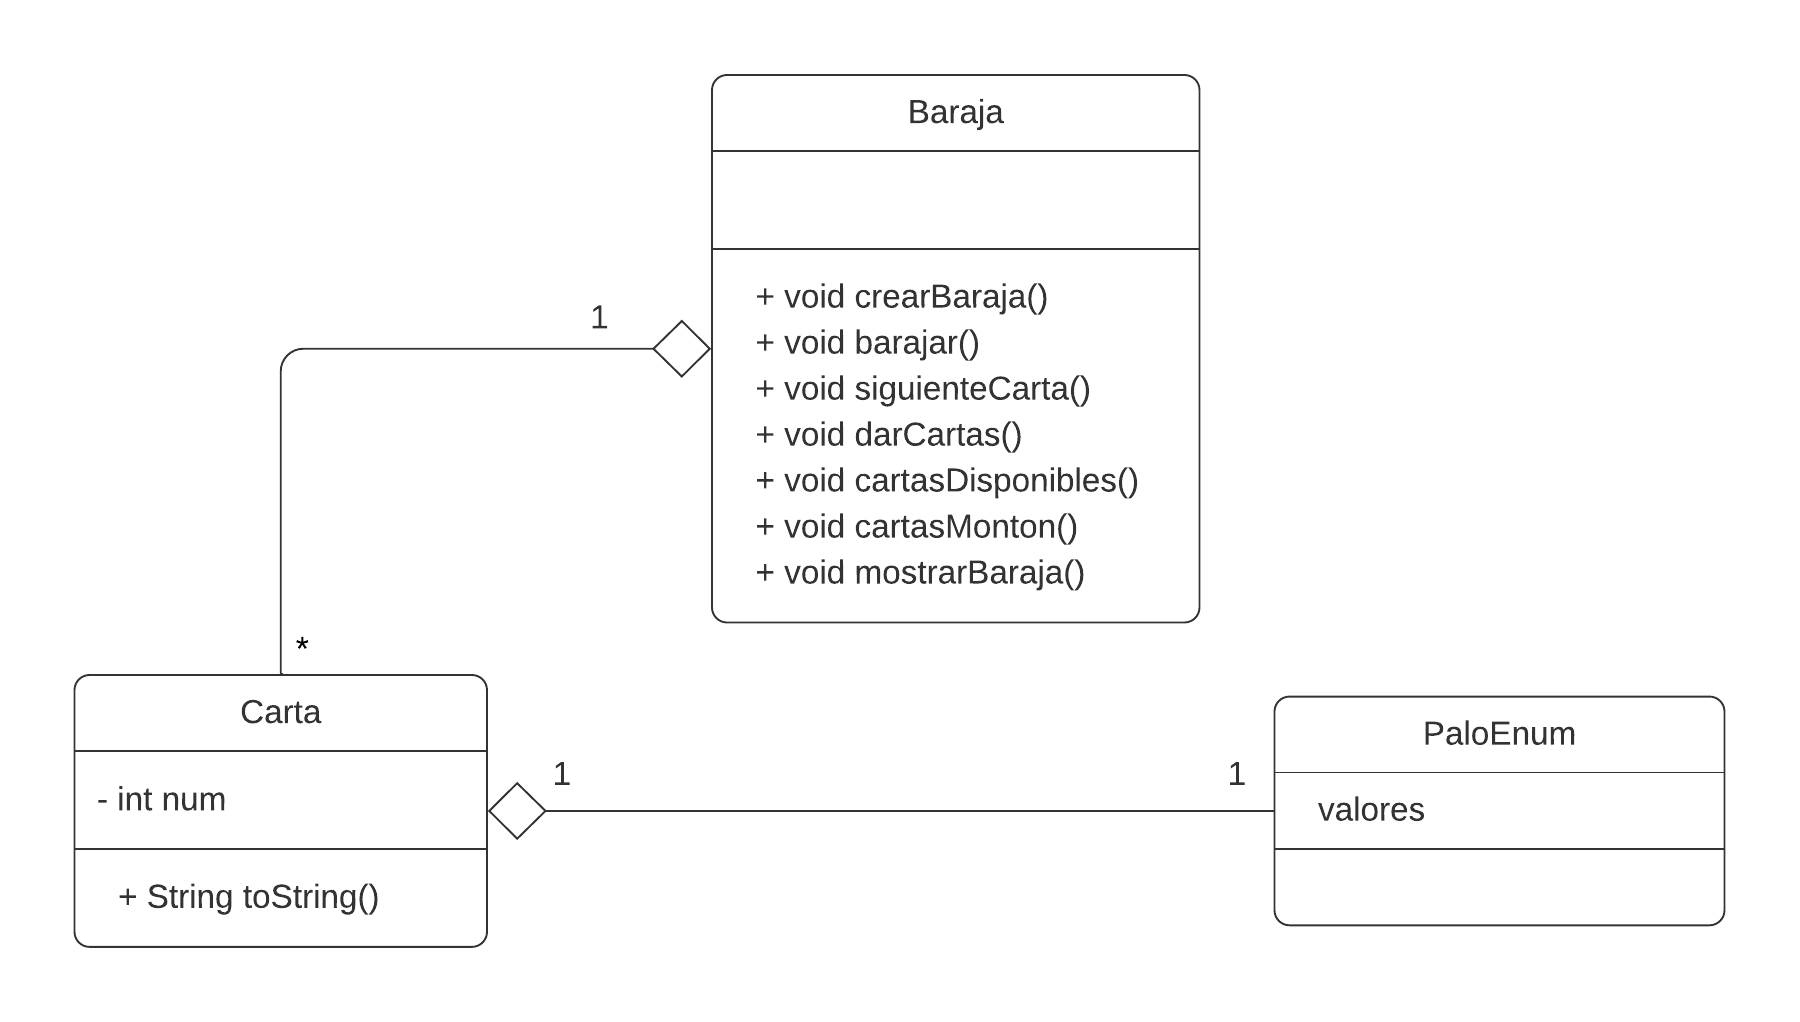 Baraja
+ void crearBaraja()
+ void barajar()
+ void siguienteCarta()
+ void darCartas()
+ void cartasDisponibles()
+ void cartasMonton()
+ void mostrarBaraja()
1
*
Carta
- int num
+ String toString()
1
1
PaloEnum
valores